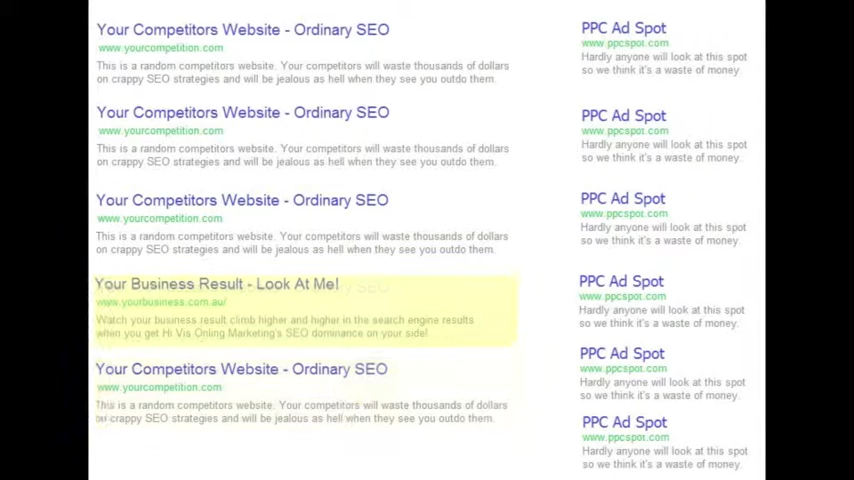 Your Competitors Website - Ordinary SEO
www.yourcompetition.com
This is a random competitors website. Your competitors will waste thousands of dollars
on crappy SEO strategies and will be jealous as hell when they see you outdo them.
Your Competitors Website - Ordinary SEO
www.yourcompetition.com
This is a random competitors website. Your competitors will waste thousands of dollars
on crappy SEO strategies and will be jealous as hell when they see you outdo them.
Your Competitors Website - Ordinary SEO
www.yourcompetition.com
This is a random competitors website. Your competitors will waste thousands of dollars
on crappy SEO strategies and will be jealous as hell when they see you outdo them.
Your Business Result - Look At Me!
www.yourbusiness.com.au/
Watch your business result climb higher and higher in the search engine results
when you get Hi Vis Online Marketing's SEO dominance on your side!
Your Competitors Website - Ordinary SEO
www.yourcompetition.com
This is a random competitors website. Your competitors will waste thousands of dollars
on crappy SEO strategies and will be jealous as hell when they see you outdo them.
PPC Ad Spot
www.ppcspot.com
Hardly anyone will look at this spot
so we think it's a waste of money.
PPC Ad Spot
www.ppcspot.com
Hardly anyone will look at this spot
so we think it's a waste of money.
PPC Ad Spot
www.ppcspot.com
Hardly anyone will look at this spot
so we think it's a waste of money.
PPC Ad Spot
www.ppcspot.com
Hardly anyone will look at this spot
so we think it's a waste of money.
PPC Ad Spot
www.ppcspot.com
Hardly anyone will look at this spot
so we think it's a waste of money.
PPC Ad Spot
www.ppcspot.com
Hardly anyone will look at this spot
so we think it's a waste of money.